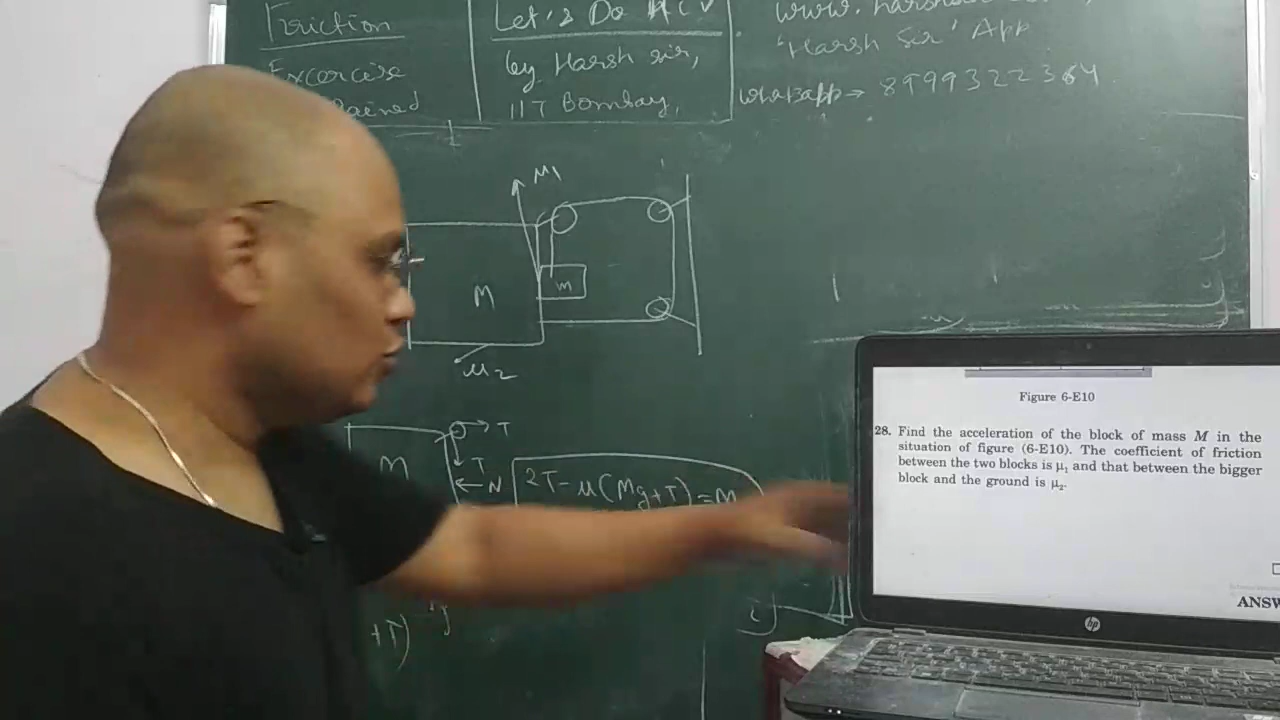 Friction
Excercise
Let's Do HCV
by Harsh sir,
IIT Bombay,
'Harsh Sir' App
whatsapp → 8999322364
μ1
M
m
μ2
T
M
T
N
2T - μ(Mg+T) = M
+T)
Figure 6-E10
28. Find the acceleration of the block of mass M in the
situation of figure (6-E10). The coefficient of friction
between the two blocks is μ₁ and that between the bigger
block and the ground is μ₂.
ANSW
hp